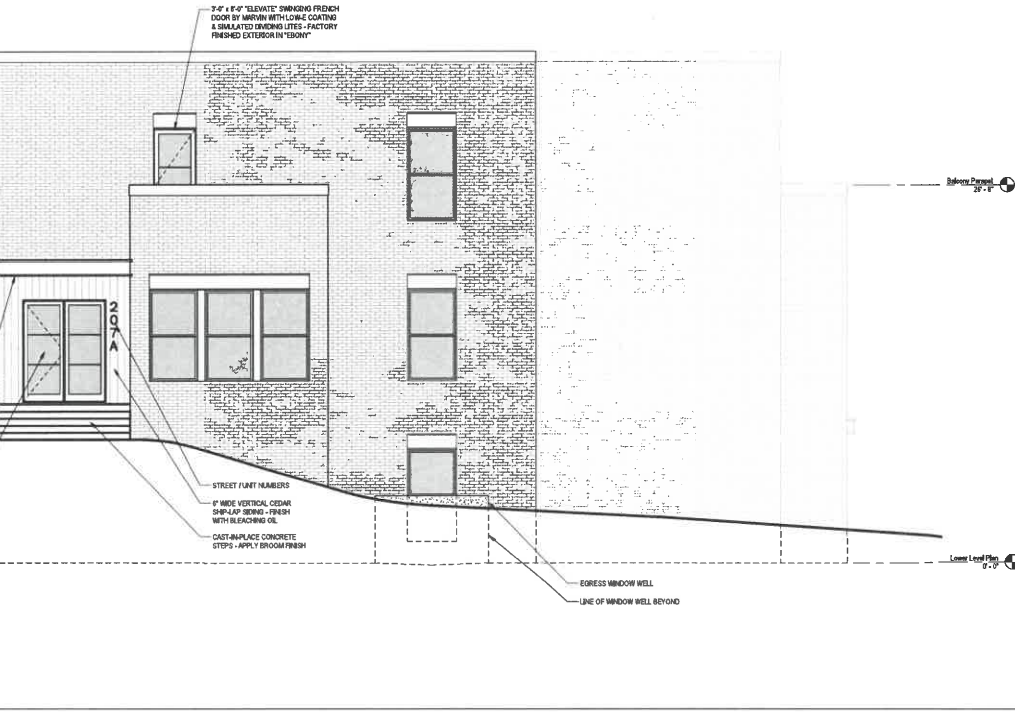 3'-0" x 8'-0" "ELEVATE" SWINGING FRENCH
DOOR BY MARVIN WITH LOW-E COATING
& SIMULATED DIVIDING LITES - FACTORY
FINISHED EXTERIOR IN "EBONY"
Balcony Parapet
26' - 8"
207A
STREET / UNIT NUMBERS
6" WIDE VERTICAL CEDAR
SHIP-LAP SIDING - FINISH
WITH BLEACHING OIL
CAST-IN-PLACE CONCRETE
STEPS - APPLY BROOM FINISH
Lower Level Plan
0' - 0"
EGRESS WINDOW WELL
LINE OF WINDOW WELL BEYOND